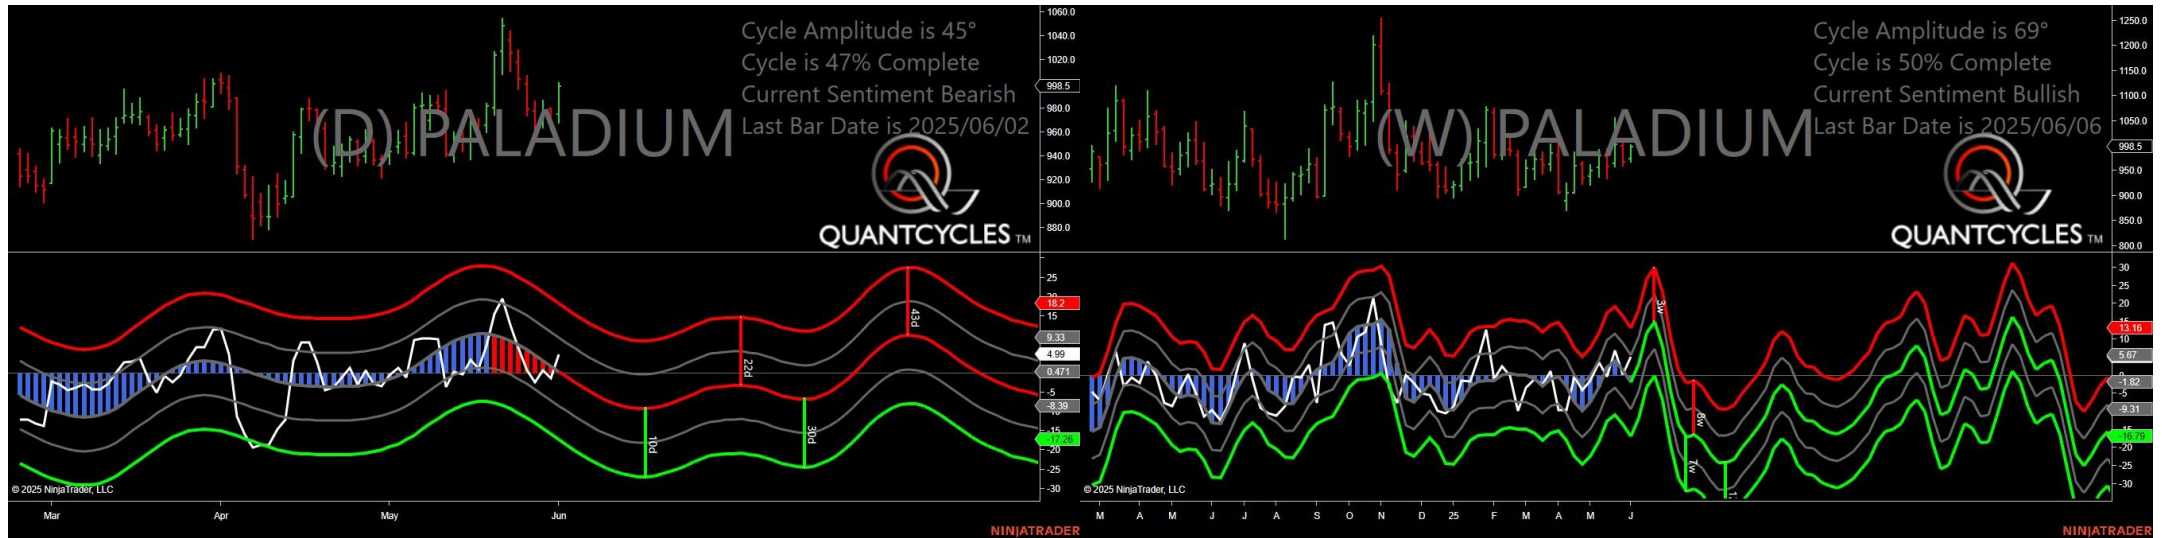 Cycle Amplitude is 45°
Cycle is 47% Complete
Current Sentiment Bearish
Last Bar Date is 2025/06/02
(D) PALADIUM
QUANTCYCLES TM
1060.0
1040.0
1020.0
998.5
980.0
960.0
940.0
920.0
900.0
880.0
25
18.2
15
9.33
4.99
0.471
-5
-8.39
-15
-17.26
-20
-25
-30
10d
22d
30d
43d
© 2025 NinjaTrader, LLC
Mar Apr May Jun
NINJATRADER
Cycle Amplitude is 69°
Cycle is 50% Complete
Current Sentiment Bullish
Last Bar Date is 2025/06/06
(W) PALADIUM
QUANTCYCLES TM
1250.0
1200.0
1150.0
1100.0
1050.0
998.5
950.0
900.0
850.0
800.0
30
25
20
15
13.16
5.67
-1.82
-5
-9.31
-16.79
-20
-25
-30
3w
8w
7w
© 2025 NinjaTrader, LLC
M A M J J A S O N D 25 F M A M J
NINJATRADER